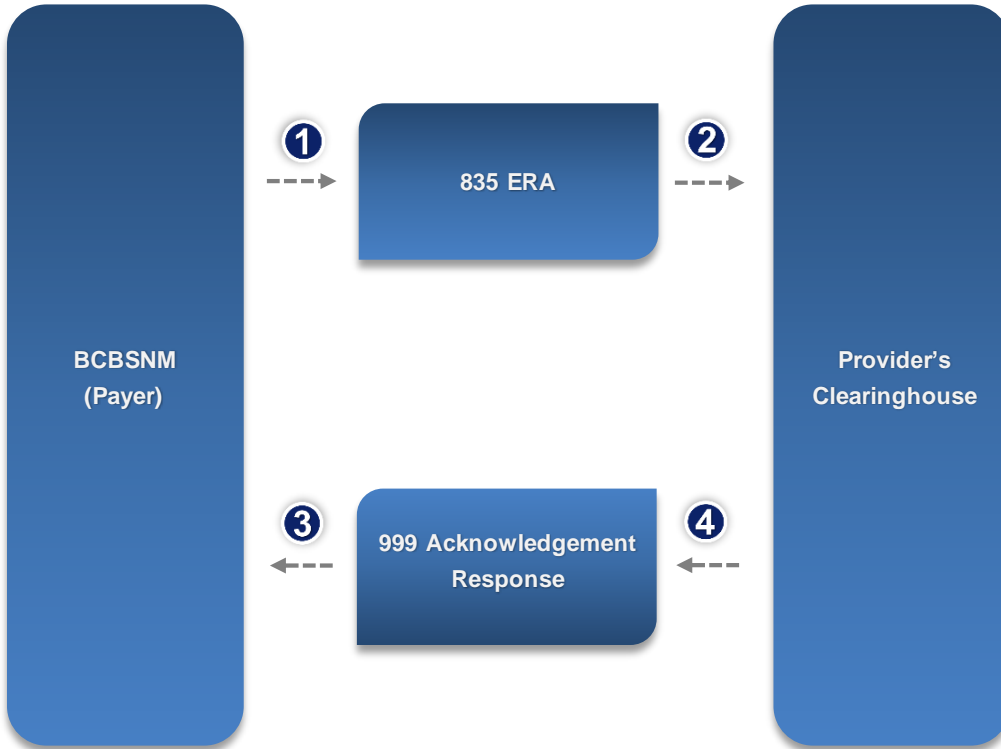 1
2
835 ERA
BCBSNM
(Payer)
Provider’s
Clearinghouse
3
4
999 Acknowledgement
Response